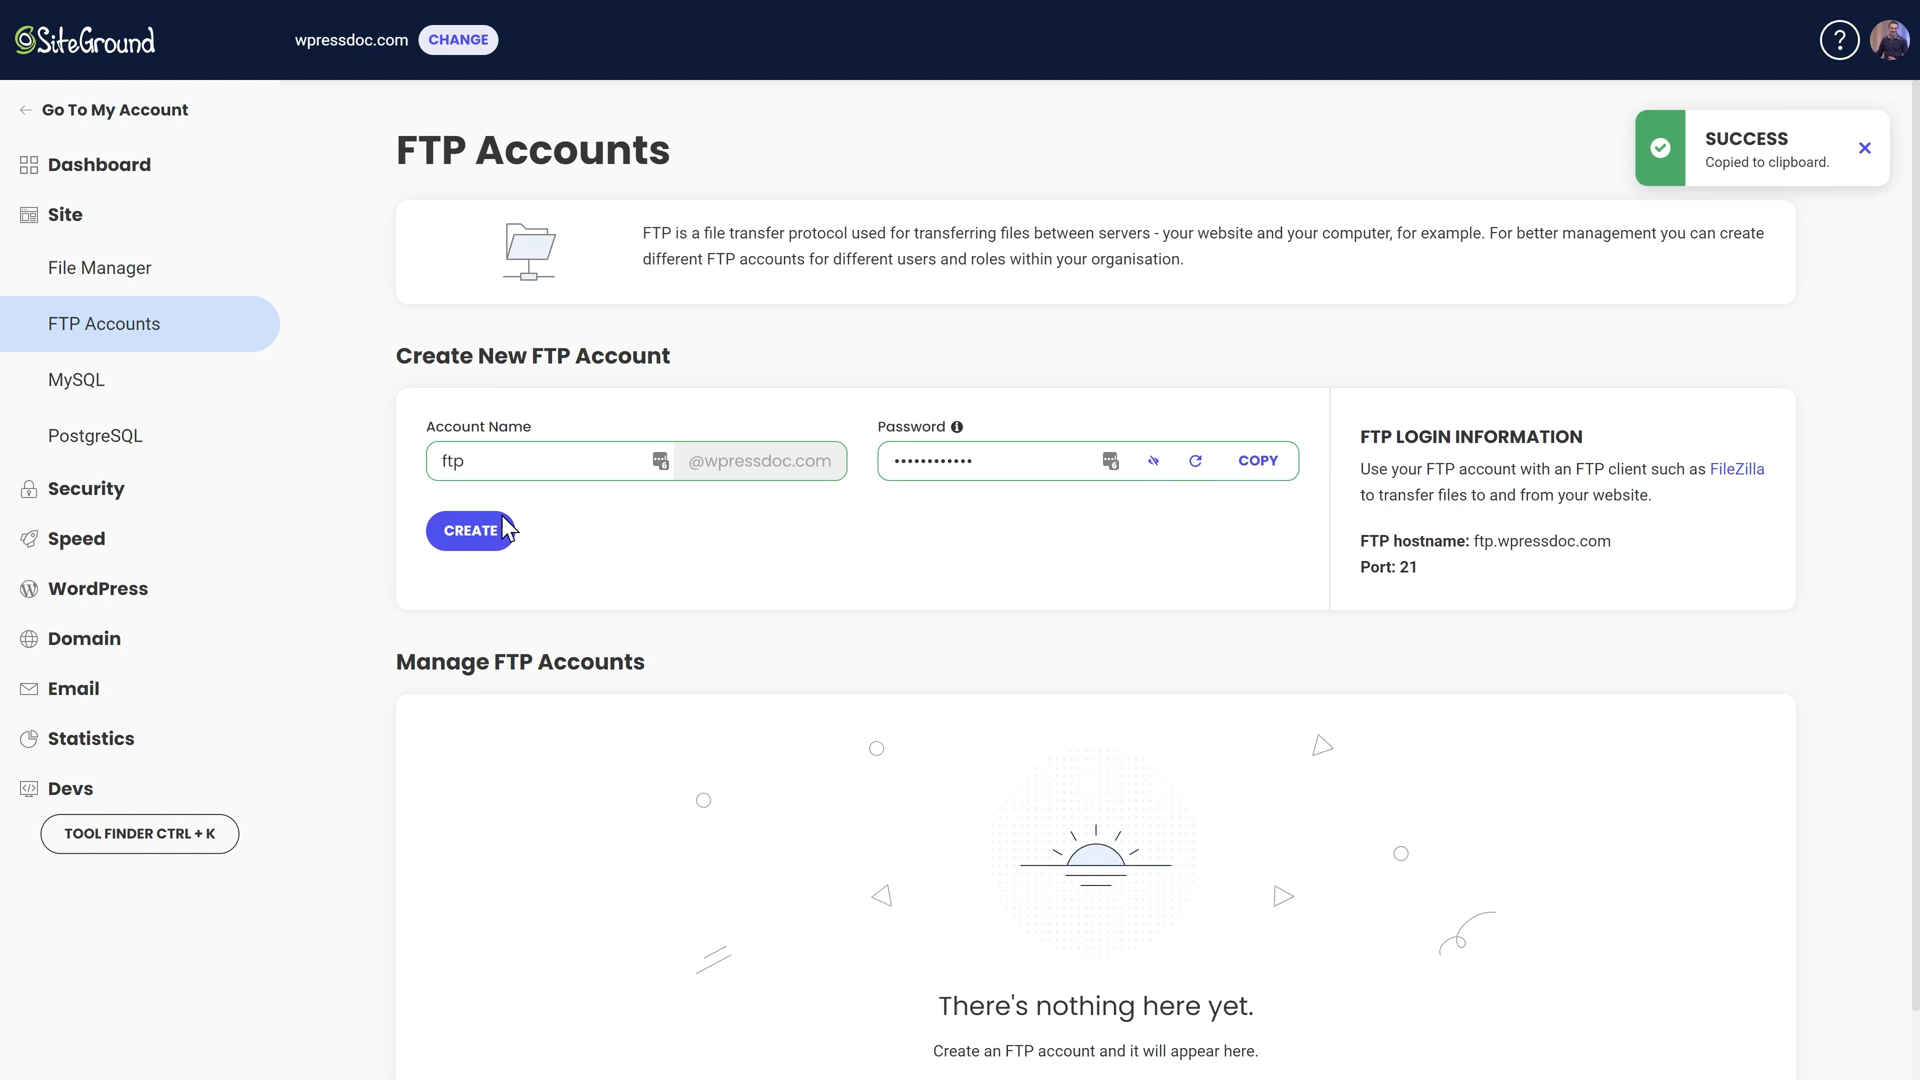 SiteGround
wpressdoc.com CHANGE
?
Go To My Account
Dashboard
Site
File Manager
FTP Accounts
MySQL
PostgreSQL
Security
Speed
WordPress
Domain
Email
Statistics
Devs
TOOL FINDER CTRL + K
FTP Accounts
SUCCESS
Copied to clipboard.
FTP is a file transfer protocol used for transferring files between servers - your website and your computer, for example. For better management you can create
different FTP accounts for different users and roles within your organisation.
Create New FTP Account
Account Name
ftp @wpressdoc.com
Password
•••••••••••• COPY
CREATE
FTP LOGIN INFORMATION
Use your FTP account with an FTP client such as FileZilla
to transfer files to and from your website.
FTP hostname: ftp.wpressdoc.com
Port: 21
Manage FTP Accounts
There's nothing here yet.
Create an FTP account and it will appear here.